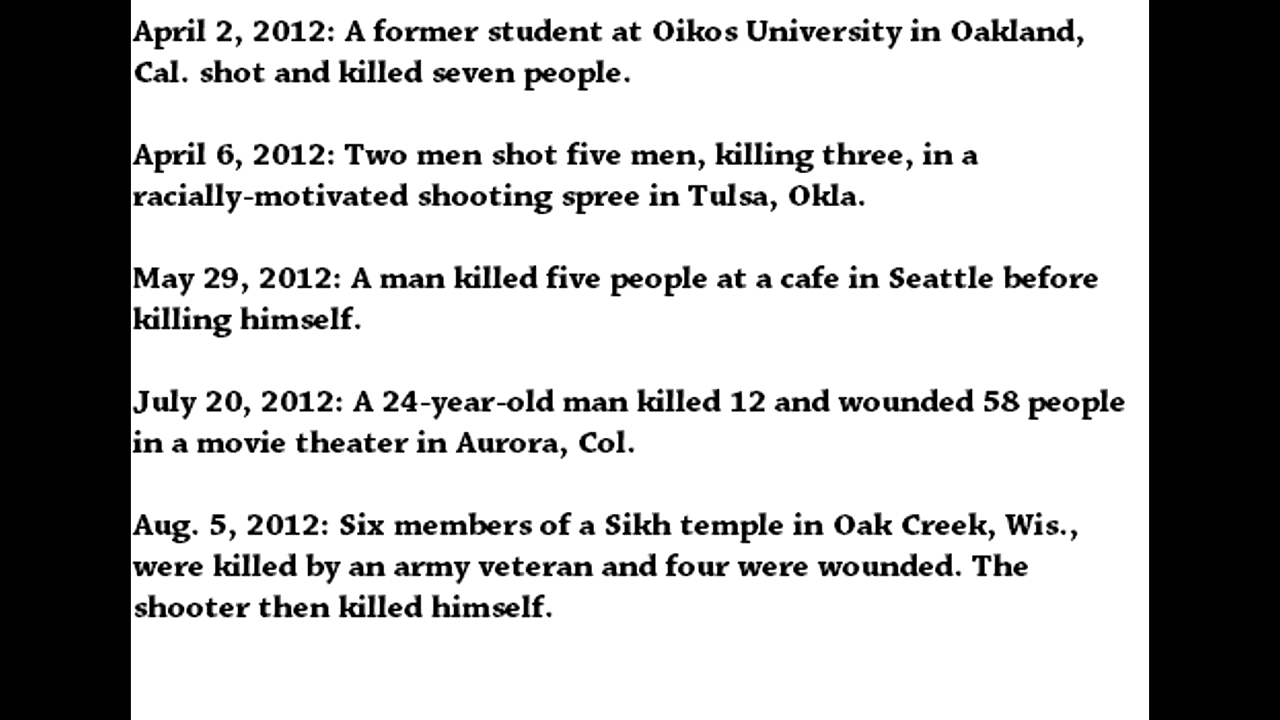 April 2, 2012: A former student at Oikos University in Oakland,
Cal. shot and killed seven people.
April 6, 2012: Two men shot five men, killing three, in a
racially-motivated shooting spree in Tulsa, Okla.
May 29, 2012: A man killed five people at a cafe in Seattle before
killing himself.
July 20, 2012: A 24-year-old man killed 12 and wounded 58 people
in a movie theater in Aurora, Col.
Aug. 5, 2012: Six members of a Sikh temple in Oak Creek, Wis.,
were killed by an army veteran and four were wounded. The
shooter then killed himself.